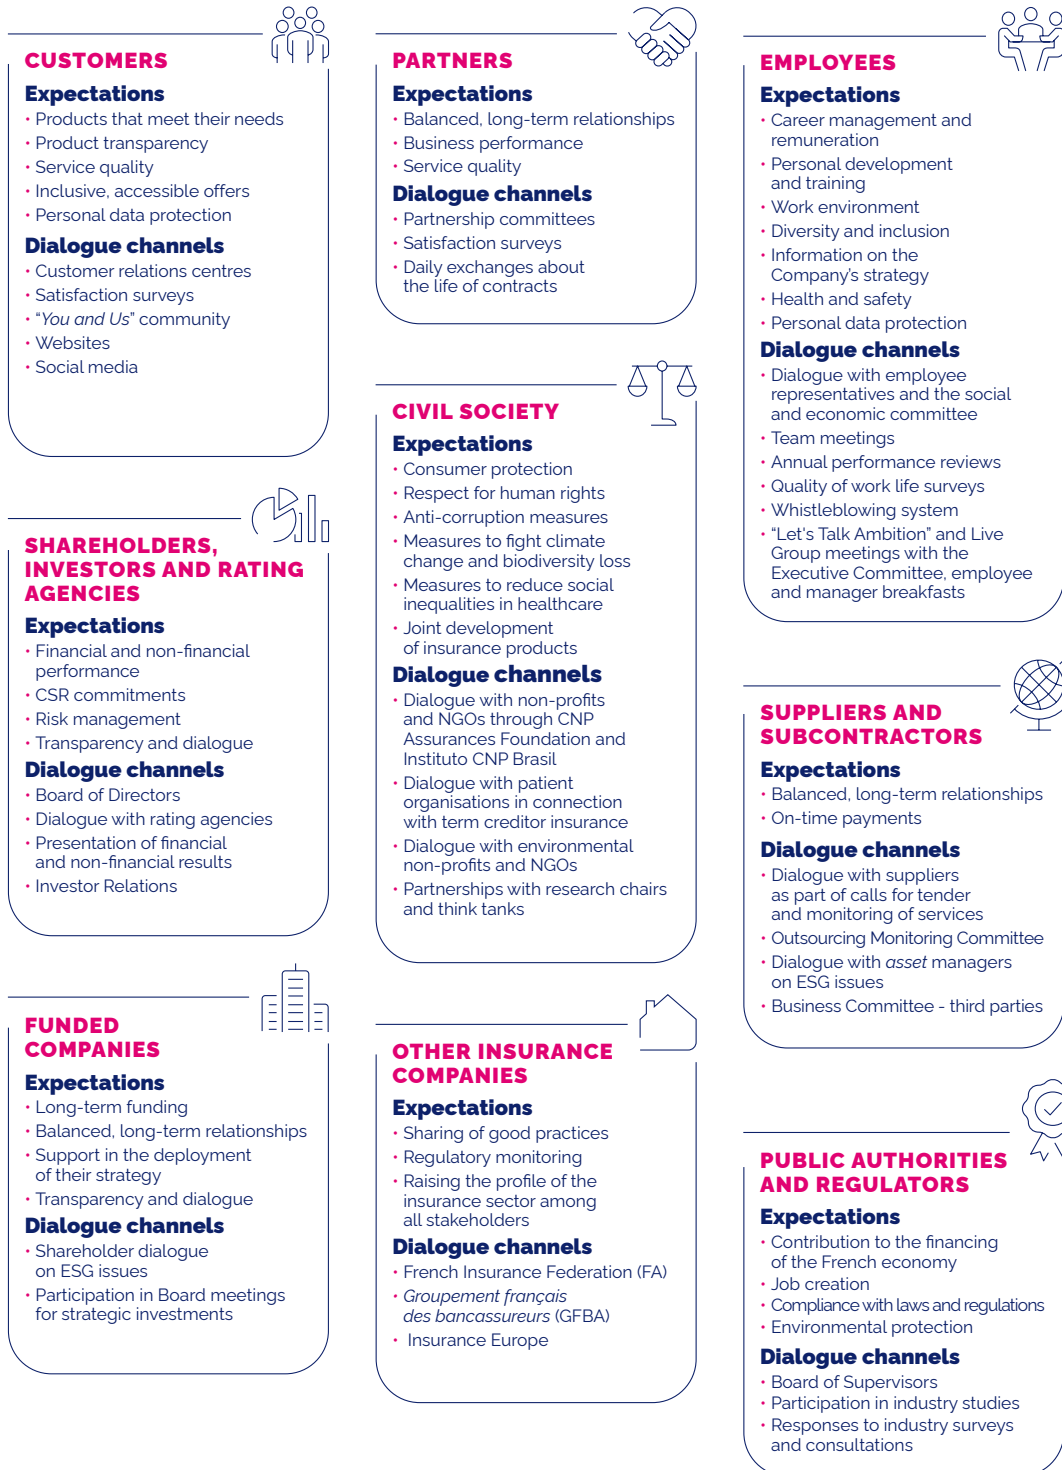 CUSTOMERS
Expectations
• Products that meet their needs
• Product transparency
• Service quality
• Inclusive, accessible offers
• Personal data protection
Dialogue channels
• Customer relations centres
• Satisfaction surveys
• “You and Us” community
• Websites
• Social media
SHAREHOLDERS,
INVESTORS AND RATING
AGENCIES
Expectations
• Financial and non-financial
performance
• CSR commitments
• Risk management
• Transparency and dialogue
Dialogue channels
• Board of Directors
• Dialogue with rating agencies
• Presentation of financial
and non-financial results
• Investor Relations
FUNDED
COMPANIES
Expectations
• Long-term funding
• Balanced, long-term relationships
• Support in the deployment
of their strategy
• Transparency and dialogue
Dialogue channels
• Shareholder dialogue
on ESG issues
• Participation in Board meetings
for strategic investments
PARTNERS
Expectations
• Balanced, long-term relationships
• Business performance
• Service quality
Dialogue channels
• Partnership committees
• Satisfaction surveys
• Daily exchanges about
the life of contracts
CIVIL SOCIETY
Expectations
• Consumer protection
• Respect for human rights
• Anti-corruption measures
• Measures to fight climate
change and biodiversity loss
• Measures to reduce social
inequalities in healthcare
• Joint development
of insurance products
Dialogue channels
• Dialogue with non-profits
and NGOs through CNP
Assurances Foundation and
Instituto CNP Brasil
• Dialogue with patient
organisations in connection
with term creditor insurance
• Dialogue with environmental
non-profits and NGOs
• Partnerships with research chairs
and think tanks
OTHER INSURANCE
COMPANIES
Expectations
• Sharing of good practices
• Regulatory monitoring
• Raising the profile of the
insurance sector among
all stakeholders
Dialogue channels
• French Insurance Federation (FA)
• Groupement français
des bancassureurs (GFBA)
• Insurance Europe
EMPLOYEES
Expectations
• Career management and
remuneration
• Personal development
and training
• Work environment
• Diversity and inclusion
• Information on the
Company’s strategy
• Health and safety
• Personal data protection
Dialogue channels
• Dialogue with employee
representatives and the social
and economic committee
• Team meetings
• Annual performance reviews
• Quality of work life surveys
• Whistleblowing system
• “Let's Talk Ambition” and Live
Group meetings with the
Executive Committee, employee
and manager breakfasts
SUPPLIERS AND
SUBCONTRACTORS
Expectations
• Balanced, long-term relationships
• On-time payments
Dialogue channels
• Dialogue with suppliers
as part of calls for tender
and monitoring of services
• Outsourcing Monitoring Committee
• Dialogue with asset managers
on ESG issues
• Business Committee - third parties
PUBLIC AUTHORITIES
AND REGULATORS
Expectations
• Contribution to the financing
of the French economy
• Job creation
• Compliance with laws and regulations
• Environmental protection
Dialogue channels
• Board of Supervisors
• Participation in industry studies
• Responses to industry surveys
and consultations